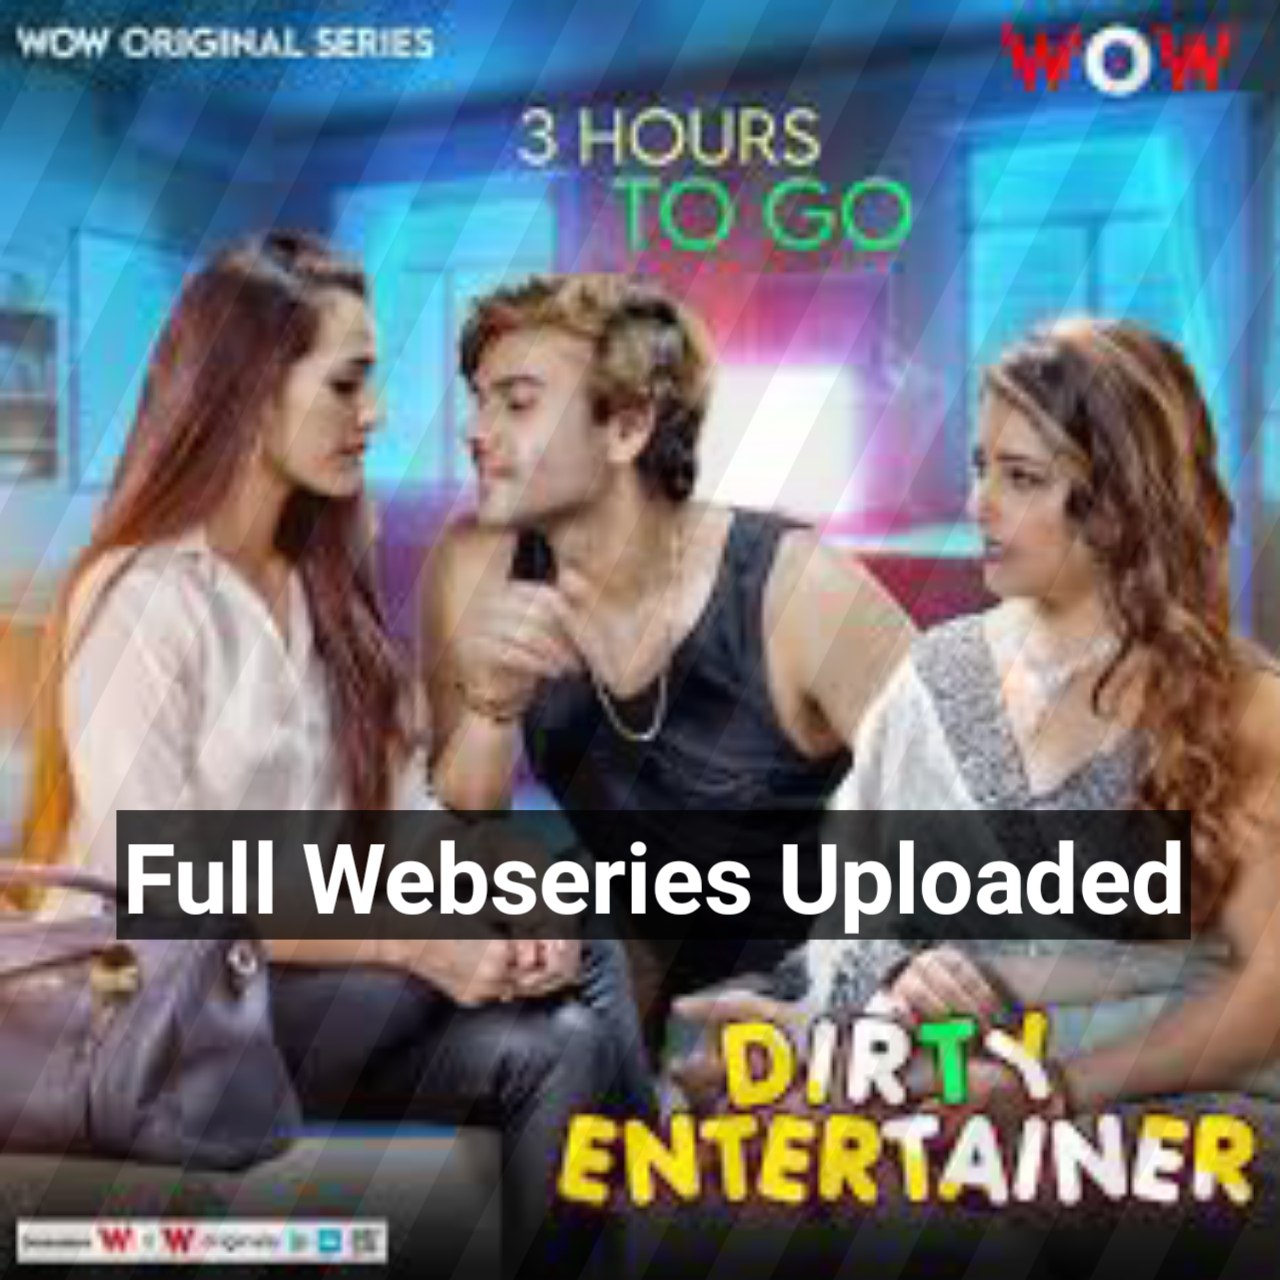 WOW ORIGINAL SERIES
WOW
3 HOURS
TO GO
Full Webseries Uploaded
DIRTY
ENTERTAINER